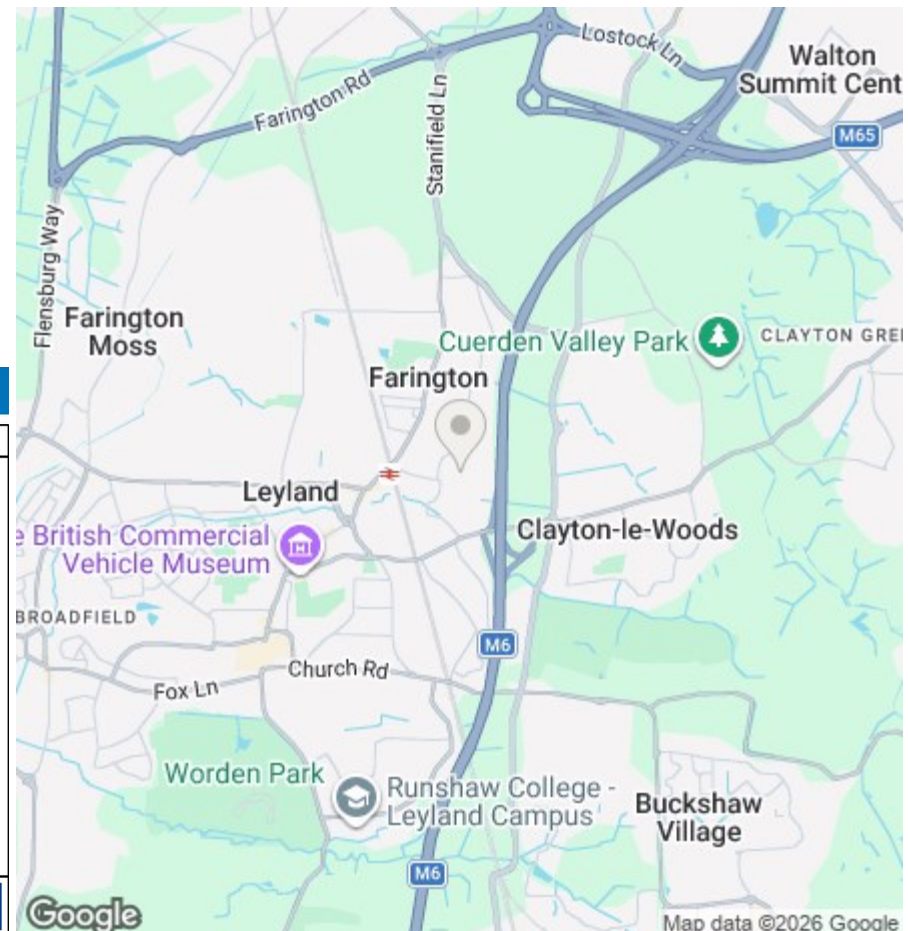 Lostock Ln
Walton
Summit Cent
Farington Rd
M65
Stanifield Ln
Flensburg Way
Farington
Moss
Cuerden Valley Park
CLAYTON GREE
Farington
Leyland
e British Commercial
Vehicle Museum
Clayton-le-Woods
BROADFIELD
M6
Church Rd
Fox Ln
Worden Park
Runshaw College -
Leyland Campus
Buckshaw
Village
M6
Google
Map data ©2026 Google